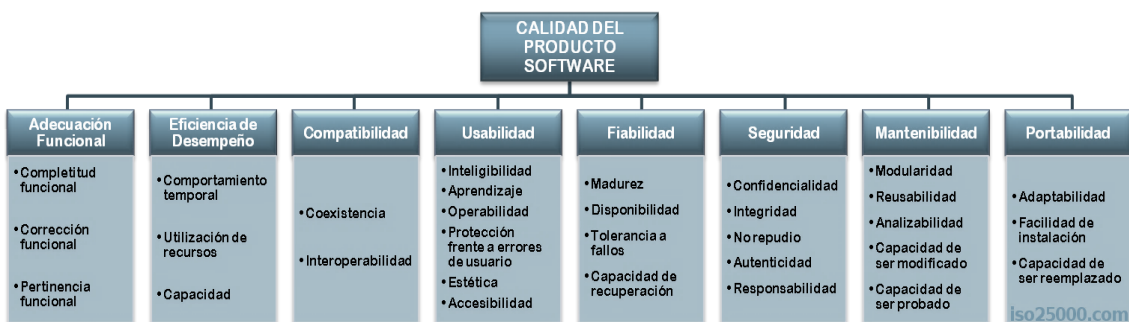 CALIDAD DEL
PRODUCTO
SOFTWARE
Adecuación
Funcional
• Completitud
funcional
• Corrección
funcional
• Pertinencia
funcional
Eficiencia de
Desempeño
• Comportamiento
temporal
• Utilización de
recursos
• Capacidad
Compatibilidad
• Coexistencia
• Interoperabilidad
Usabilidad
• Inteligibilidad
• Aprendizaje
• Operabilidad
• Protección
frente a errores
de usuario
• Estética
• Accesibilidad
Fiabilidad
• Madurez
• Disponibilidad
• Tolerancia a
fallos
• Capacidad de
recuperación
Seguridad
• Confidencialidad
• Integridad
• No repudio
• Autenticidad
• Responsabilidad
Mantenibilidad
• Modularidad
• Reusabilidad
• Analizabilidad
• Capacidad de
ser modificado
• Capacidad de
ser probado
Portabilidad
• Adaptabilidad
• Facilidad de
instalación
• Capacidad de
ser reemplazado
iso25000.com